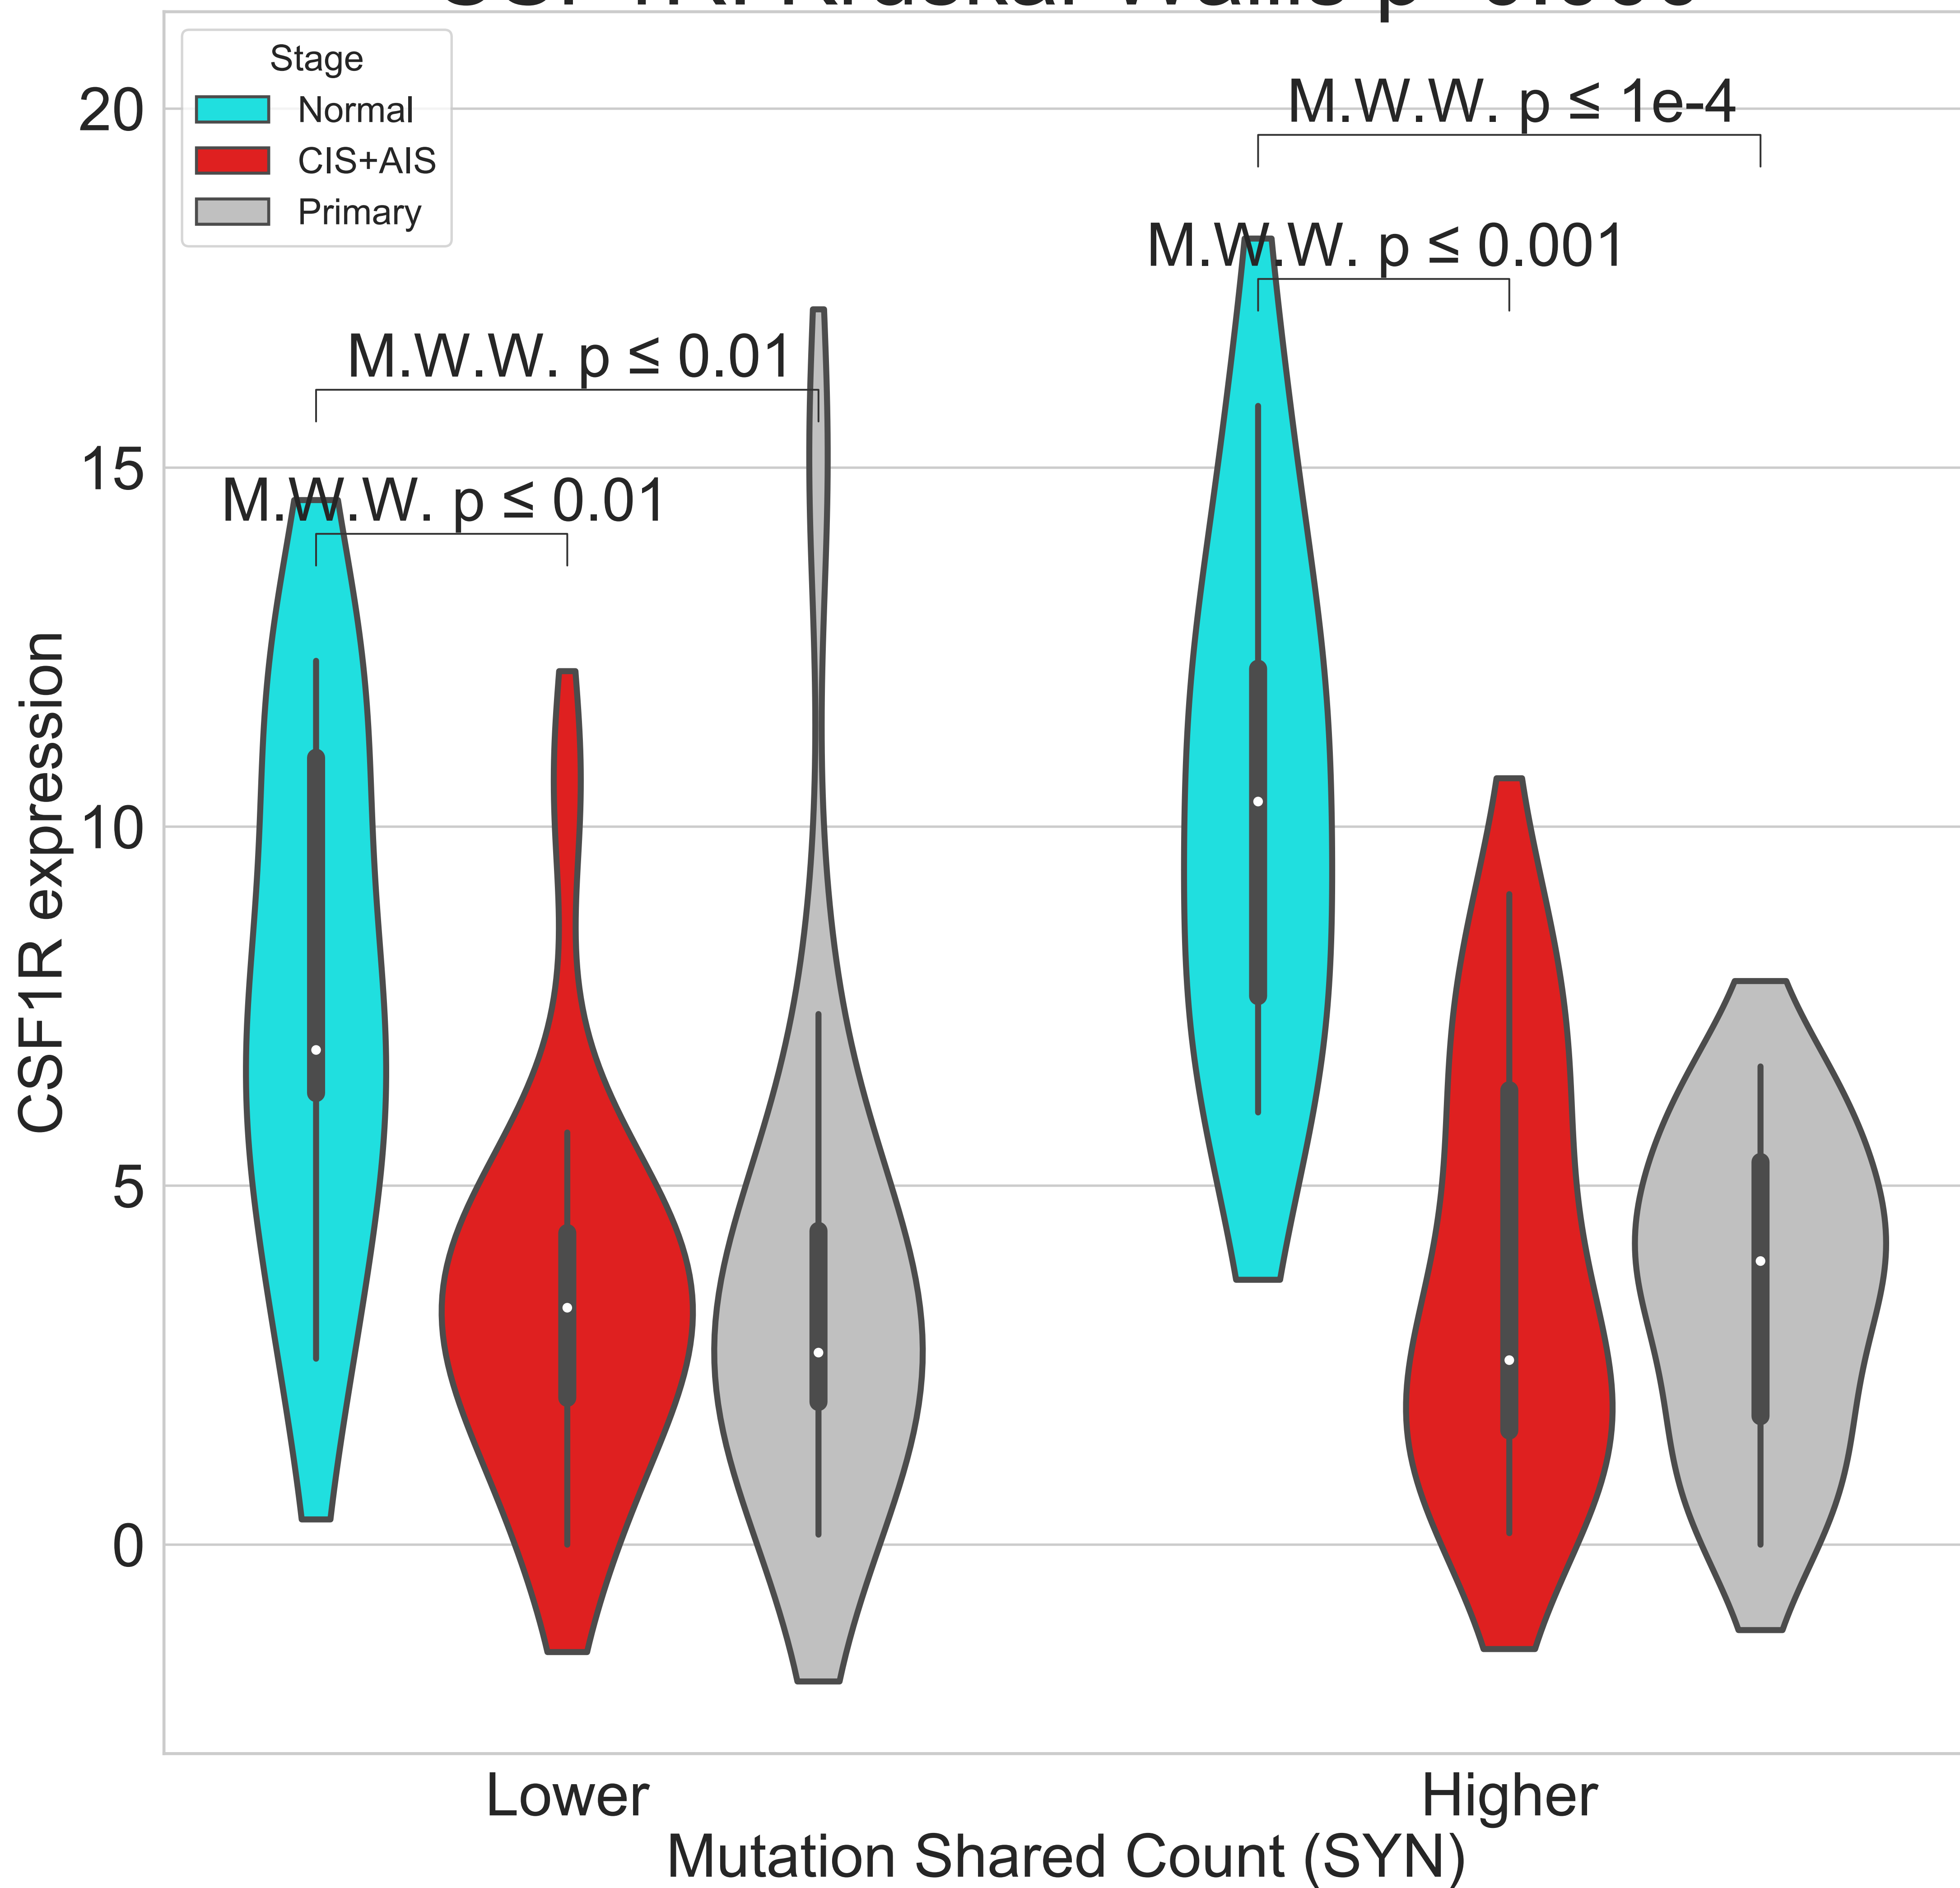 Stage
Normal
CIS+AIS
Primary
20
15
10
5
0
M.W.W. p ≤ 1e-4
M.W.W. p ≤ 0.001
M.W.W. p ≤ 0.01
M.W.W. p ≤ 0.01
CSF1R expression
Lower
Higher
Mutation Shared Count (SYN)